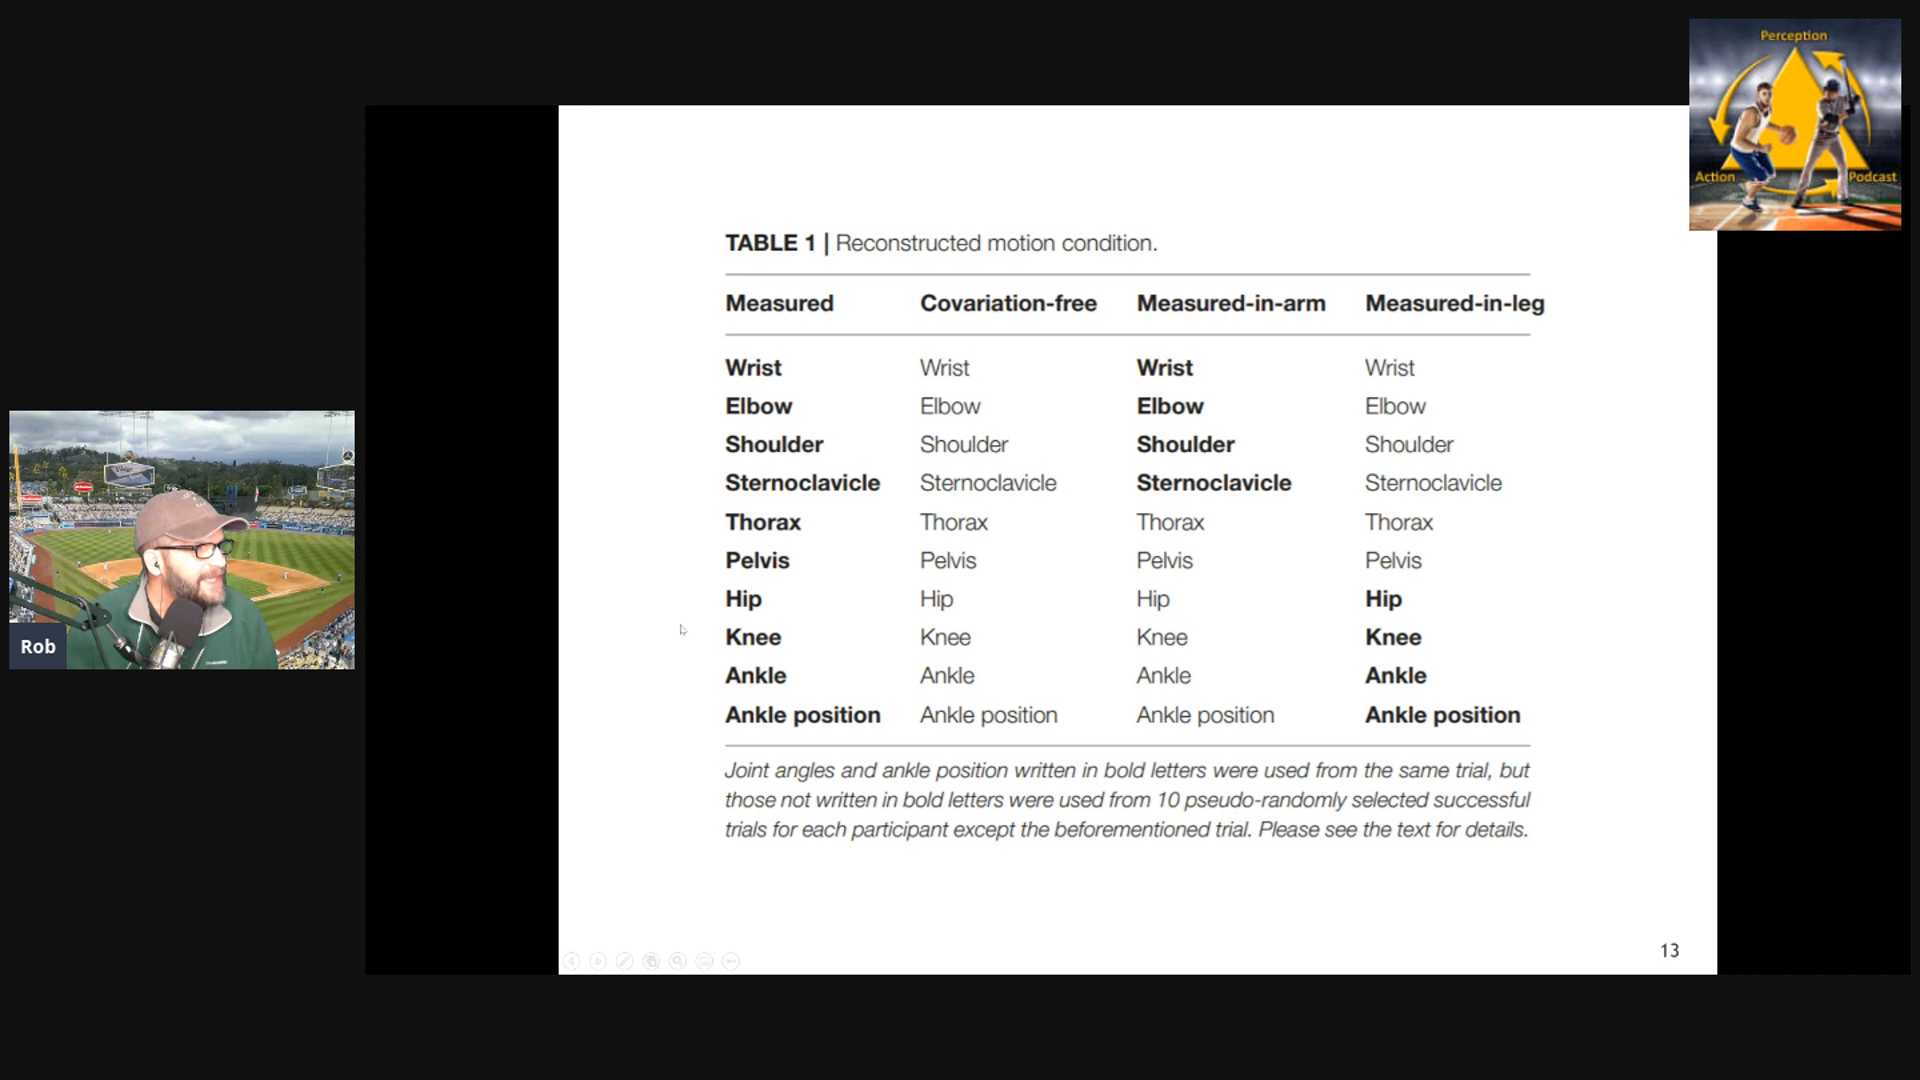 Perception
Action
Podcast
TABLE 1 | Reconstructed motion condition.
Measured Covariation-free Measured-in-arm Measured-in-leg
Wrist Wrist Wrist Wrist
Elbow Elbow Elbow Elbow
Shoulder Shoulder Shoulder Shoulder
Sternoclavicle Sternoclavicle Sternoclavicle Sternoclavicle
Thorax Thorax Thorax Thorax
Pelvis Pelvis Pelvis Pelvis
Hip Hip Hip Hip
Knee Knee Knee Knee
Ankle Ankle Ankle Ankle
Ankle position Ankle position Ankle position Ankle position
Joint angles and ankle position written in bold letters were used from the same trial, but
those not written in bold letters were used from 10 pseudo-randomly selected successful
trials for each participant except the beforementioned trial. Please see the text for details.
Rob
13